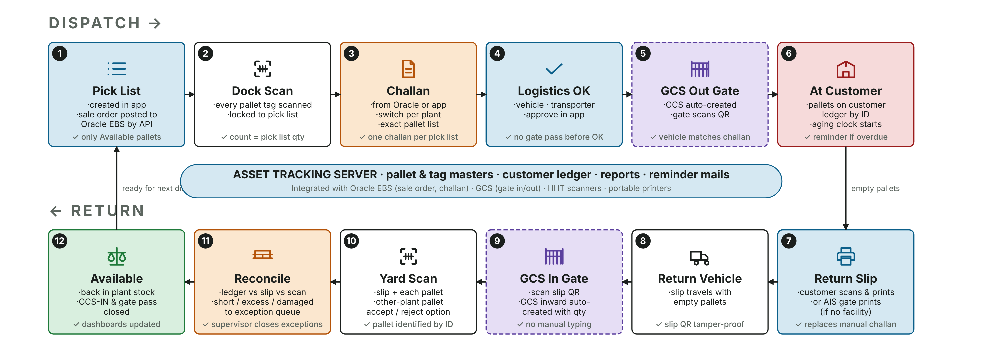 DISPATCH →
1
Pick List
·created in app
·sale order posted to
Oracle EBS by API
✓ only Available pallets
2
Dock Scan
·every pallet tag scanned
·locked to pick list
✓ count = pick list qty
3
Challan
·from Oracle or app
·switch per plant
·exact pallet list
✓ one challan per pick list
4
Logistics OK
·vehicle · transporter
·approve in app
✓ no gate pass before OK
5
GCS Out Gate
·GCS auto-created
·gate scans QR
✓ vehicle matches challan
6
At Customer
·pallets on customer
ledger by ID
·aging clock starts
✓ reminder if overdue
ASSET TRACKING SERVER · pallet & tag masters · customer ledger · reports · reminder mails
Integrated with Oracle EBS (sale order, challan) · GCS (gate in/out) · HHT scanners · portable printers
ready for next
empty pallets
← RETURN
12
Available
·back in plant stock
·GCS-IN & gate pass
closed
✓ dashboards updated
11
Reconcile
·ledger vs slip vs scan
·short / excess / damaged
to exception queue
✓ supervisor closes exceptions
10
Yard Scan
·slip + each pallet
·other-plant pallet
accept / reject option
✓ pallet identified by ID
9
GCS In Gate
·scan slip QR
·GCS inward auto-
created with qty
✓ no manual typing
8
Return Vehicle
·slip travels with
empty pallets
✓ slip QR tamper-proof
7
Return Slip
·customer scans & prints
·or AIS gate prints
(if no facility)
✓ replaces manual challan